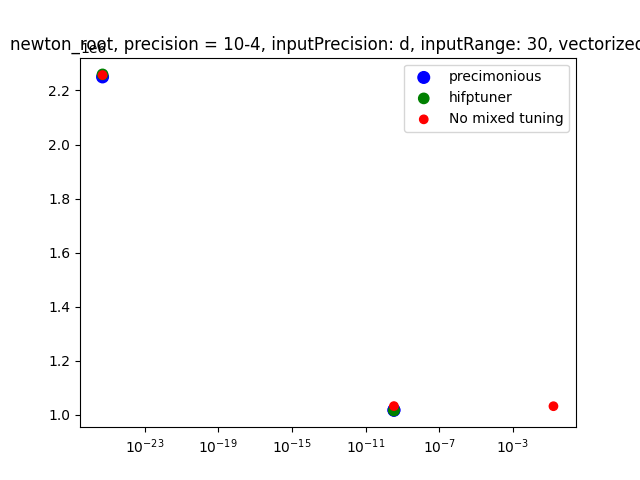 newton_root, precision = 10-4, inputPrecision: d, inputRange: 30, vectorized
1e6
precimonious
hifptuner
No mixed tuning
2.2
2.0
1.8
1.6
1.4
1.2
1.0
10⁻²³ 10⁻¹⁹ 10⁻¹⁵ 10⁻¹¹ 10⁻⁷ 10⁻³